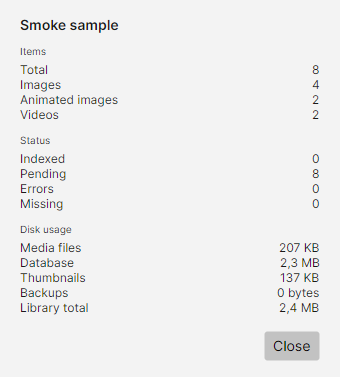 Smoke sample
Items
Total 8
Images 4
Animated images 2
Videos 2
Status
Indexed 0
Pending 8
Errors 0
Missing 0
Disk usage
Media files 207 KB
Database 2,3 MB
Thumbnails 137 KB
Backups 0 bytes
Library total 2,4 MB
Close